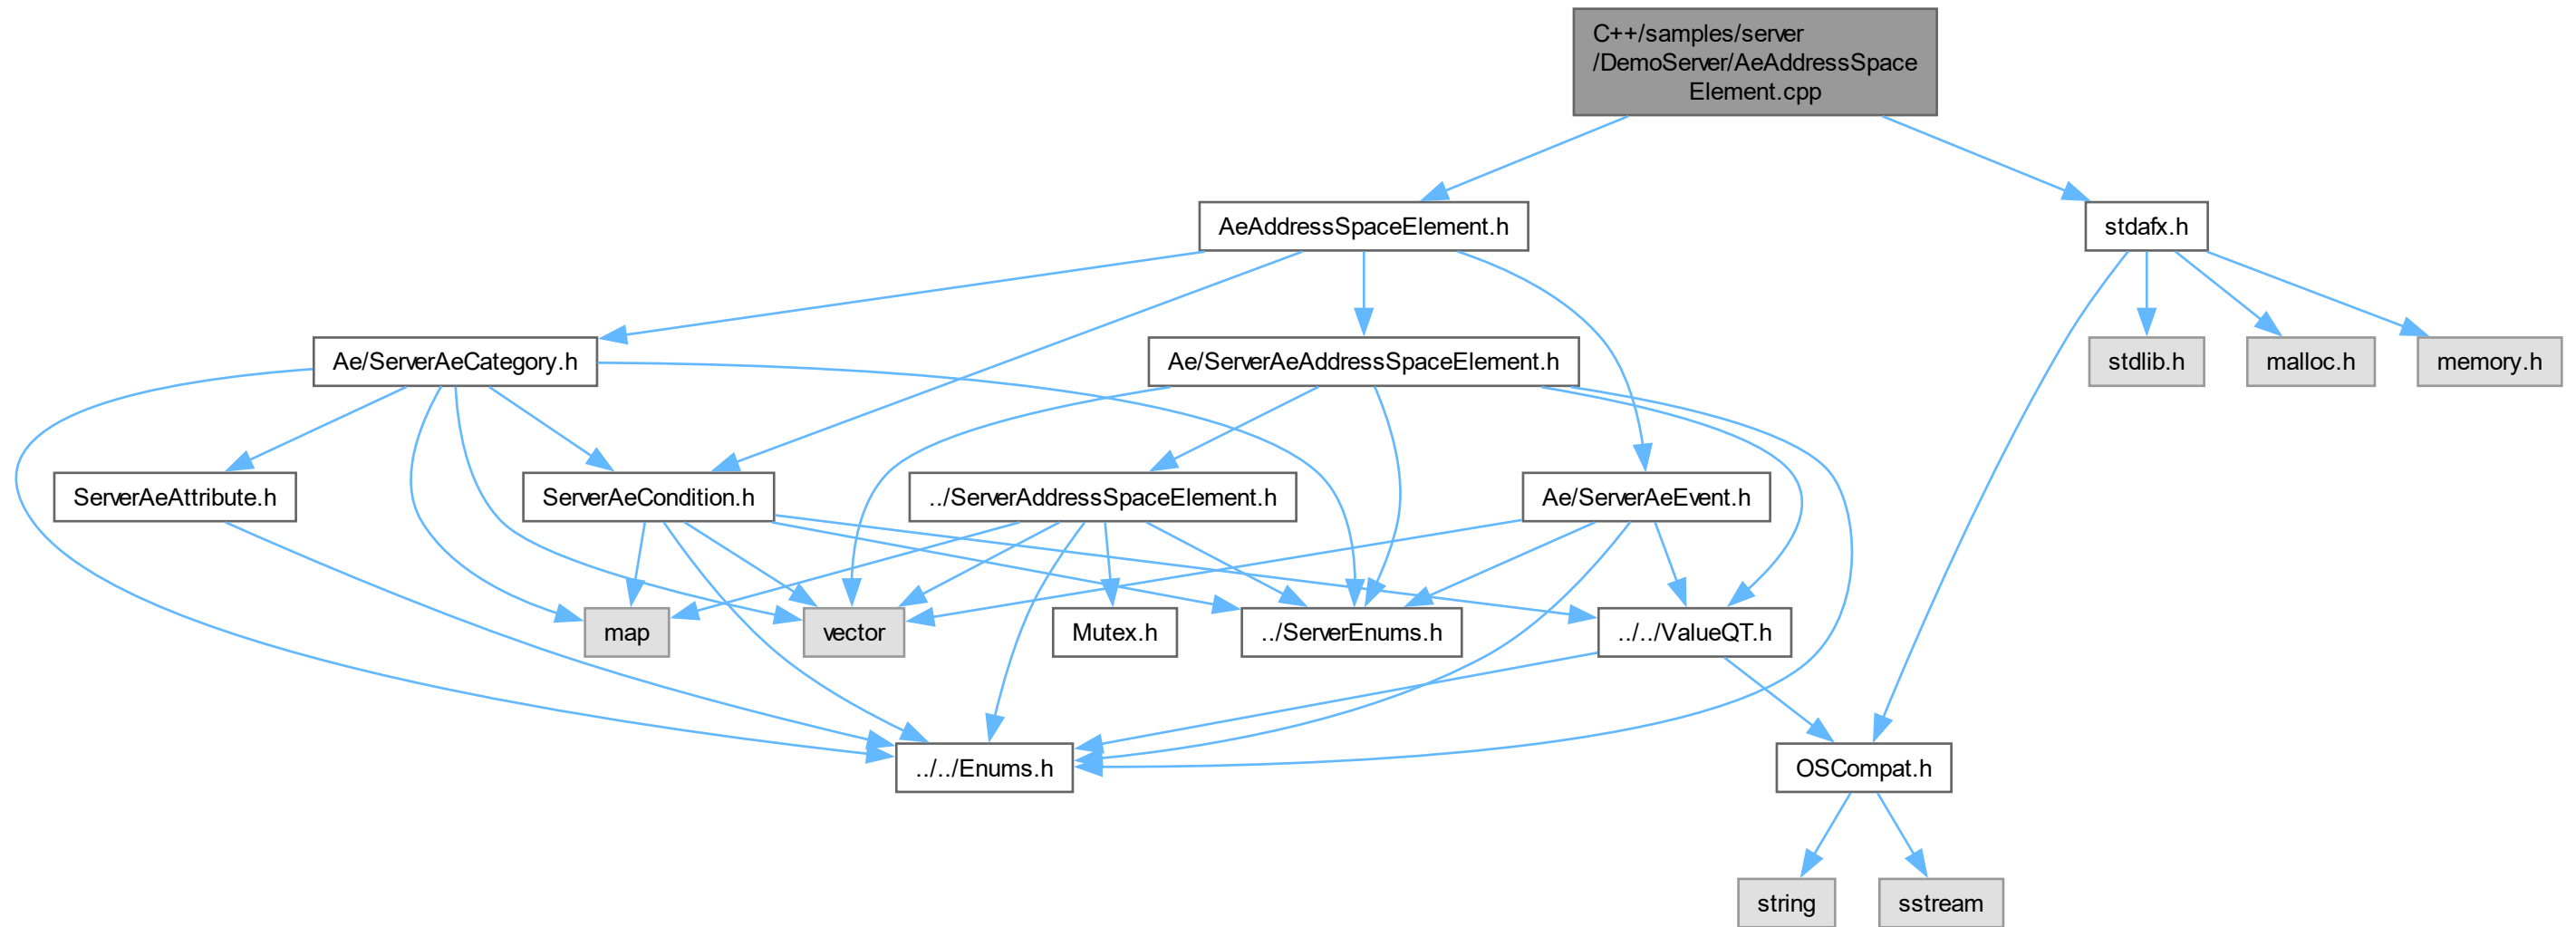 C++/samples/server
/DemoServer/AeAddressSpace
Element.cpp
AeAddressSpaceElement.h
stdafx.h
Ae/ServerAeCategory.h
Ae/ServerAeAddressSpaceElement.h
stdlib.h
malloc.h
memory.h
ServerAeAttribute.h
ServerAeCondition.h
../ServerAddressSpaceElement.h
Ae/ServerAeEvent.h
map
vector
Mutex.h
../ServerEnums.h
../../ValueQT.h
../../Enums.h
OSCompat.h
string
sstream